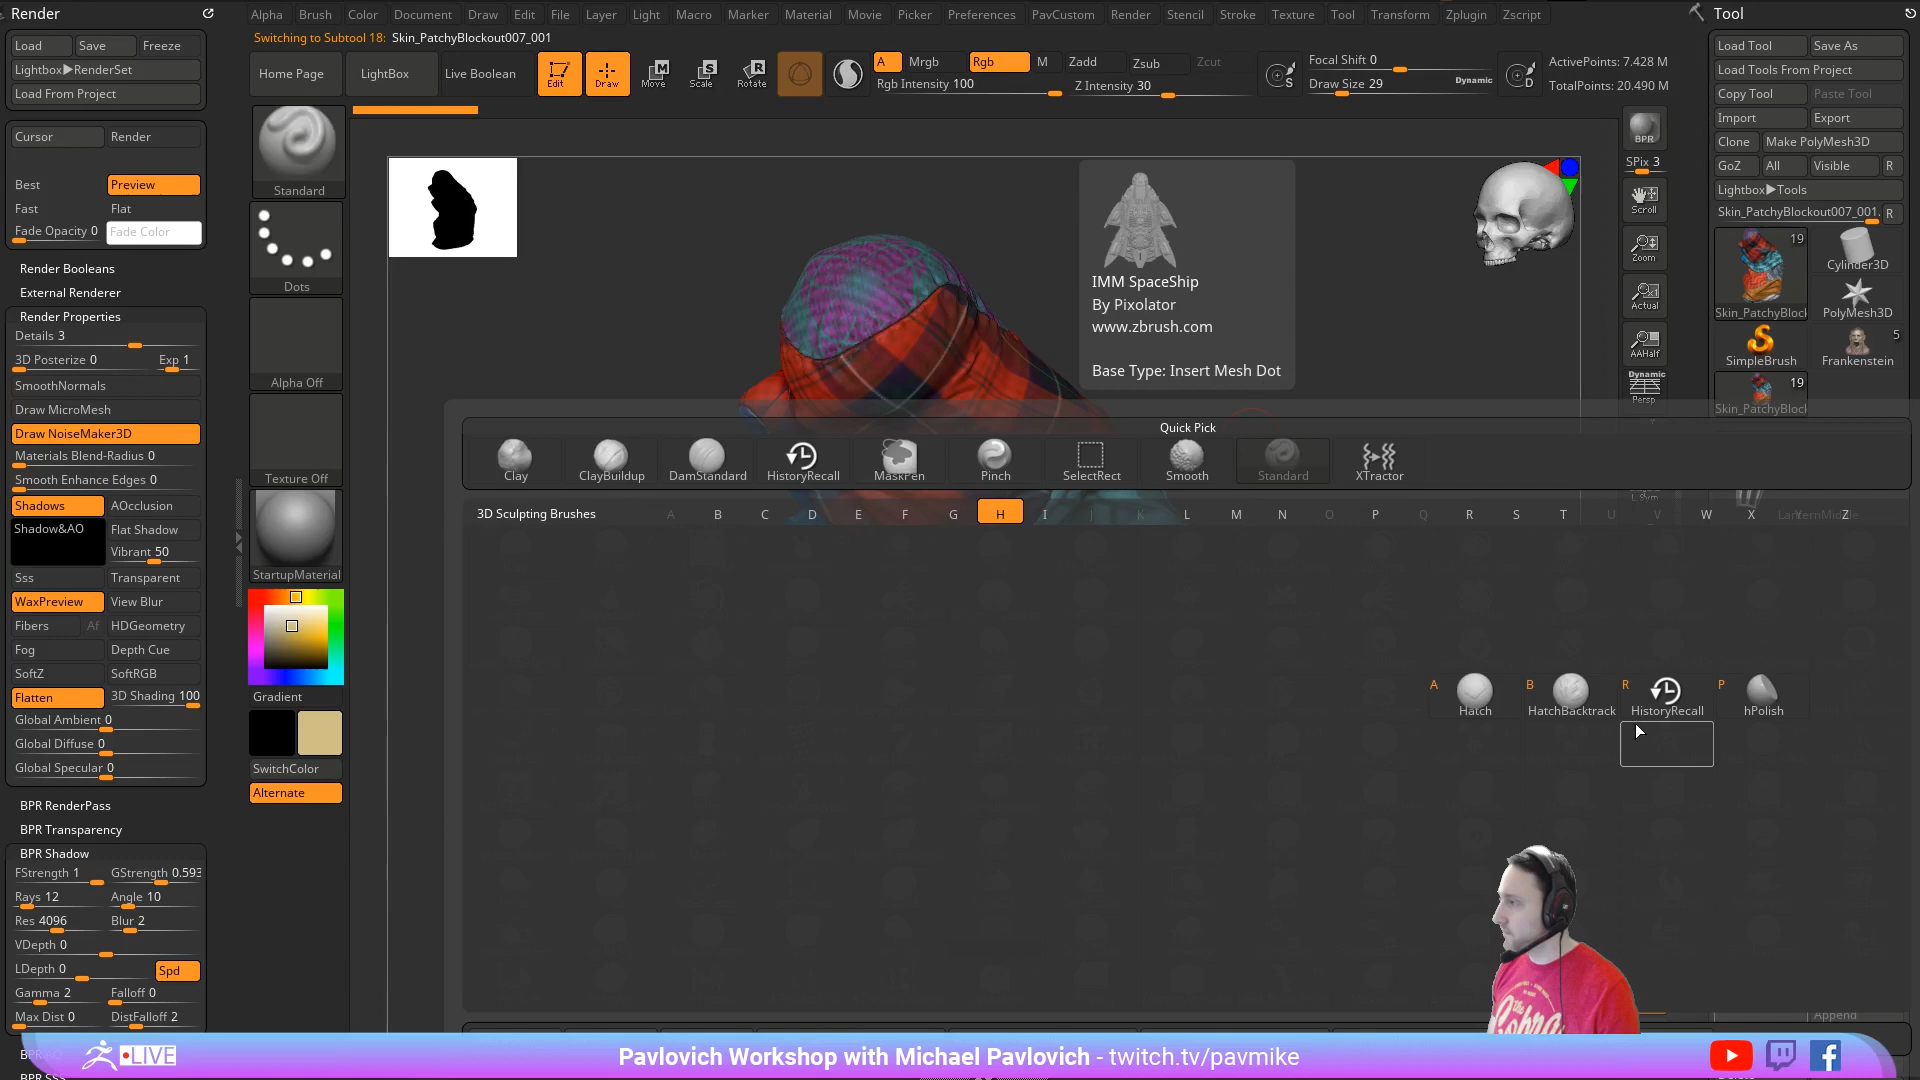 Render
Load Save Freeze
Lightbox▶RenderSet
Load From Project
Cursor Render
Best Preview
Fast Flat
Fade Opacity 0 Fade Color
Render Booleans
External Renderer
Render Properties
Details 3
3D Posterize 0 Exp 1
SmoothNormals
Draw MicroMesh
Draw NoiseMaker3D
Materials Blend-Radius 0
Smooth Enhance Edges 0
Shadows AOcclusion
Shadow&AO Flat Shadow
Vibrant 50
Sss Transparent
WaxPreview View Blur
Fibers Af HDGeometry
Fog Depth Cue
SoftZ SoftRGB
Flatten 3D Shading 100
Global Ambient 0
Global Diffuse 0
Global Specular 0
BPR RenderPass
BPR Transparency
BPR Shadow
FStrength 1 GStrength 0.593
Rays 12 Angle 10
Res 4096 Blur 2
VDepth 0
LDepth 0 Spd
Gamma 2 Falloff 0
Max Dist 0 DistFalloff 2
Alpha Brush Color Document Draw Edit File Layer Light Macro Marker Material Movie Picker Preferences PavCustom Render Stencil Stroke Texture Tool Transform Zplugin Zscript
Switching to Subtool 18: Skin_PatchyBlockout007_001
Home Page LightBox Live Boolean Edit Draw Move Scale Rotate
A Mrgb Rgb M Zadd Zsub Zcut
Rgb Intensity 100 Z Intensity 30
Focal Shift 0
Draw Size 29 Dynamic
ActivePoints: 7.428 M
TotalPoints: 20.490 M
Standard
Dots
Alpha Off
Texture Off
StartupMaterial
Gradient
SwitchColor
Alternate
IMM SpaceShip
By Pixolator
www.zbrush.com
Base Type: Insert Mesh Dot
BPR
SPix 3
Scroll
Zoom
Actual
AAHalf
Dynamic
Persp
L.Sym
Quick Pick
Clay ClayBuildup DamStandard HistoryRecall MaskPen Pinch SelectRect Smooth Standard XTractor
3D Sculpting Brushes A B C D E F G H I J K L M N O P Q R S T U V W X Y Z
A Hatch B HatchBacktrack R HistoryRecall P hPolish
Tool
Load Tool Save As
Load Tools From Project
Copy Tool Paste Tool
Import Export
Clone Make PolyMesh3D
GoZ All Visible R
Lightbox▶Tools
Skin_PatchyBlockout007_001. R
19
Skin_PatchyBlock
Cylinder3D
PolyMesh3D
SimpleBrush
5
Frankenstein
19
Skin_PatchyBlock
LanternMiddle
Append
LIVE
Pavlovich Workshop with Michael Pavlovich - twitch.tv/pavmike